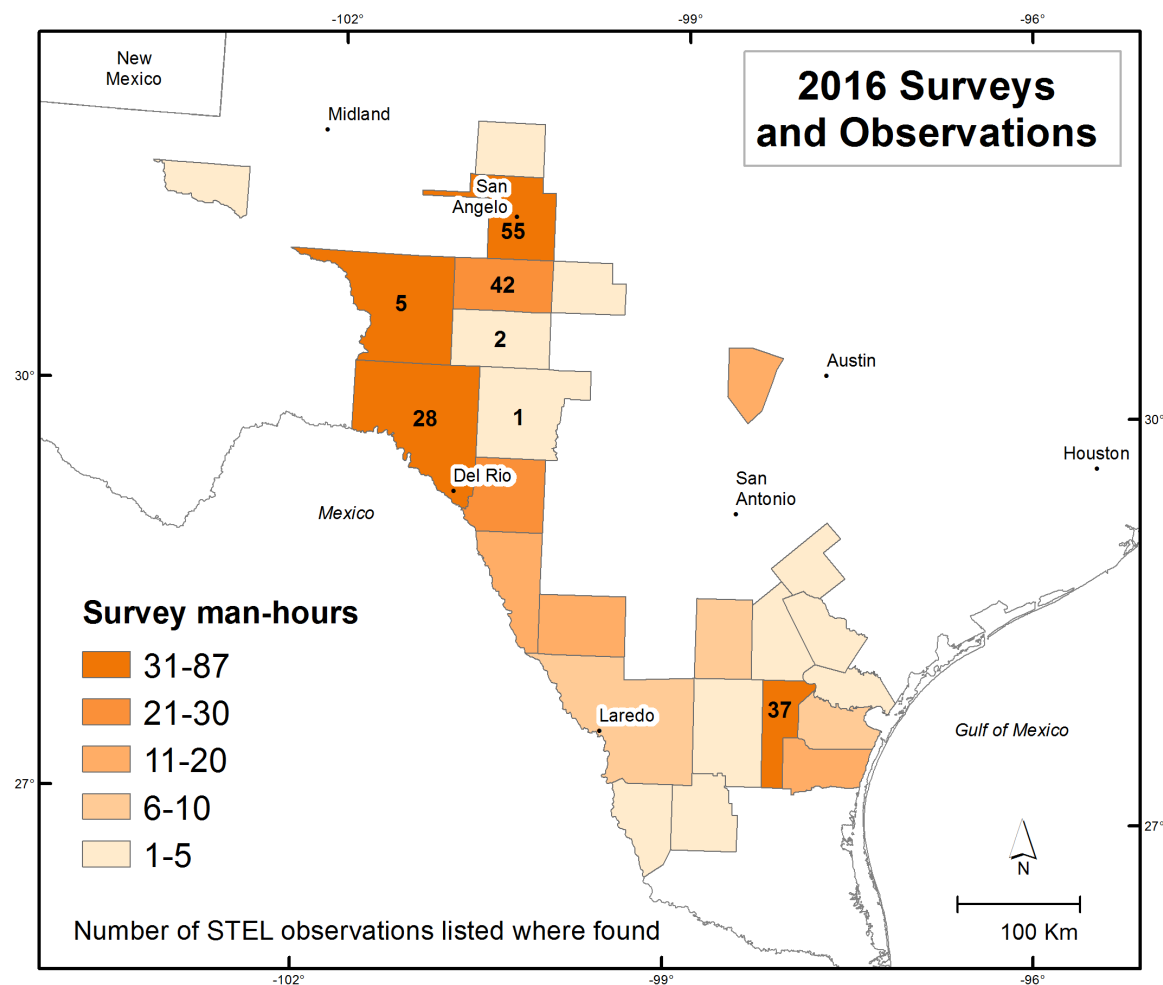 -102°
-99°
-96°
New
Mexico
Midland
2016 Surveys
and Observations
San
Angelo
55
42
5
2
30°
Austin
28
1
30°
Houston
Del Rio
San
Antonio
Mexico
Survey man-hours
31-87
21-30
11-20
6-10
1-5
37
Laredo
Gulf of Mexico
27°
27°
N
100 Km
Number of STEL observations listed where found
-102°
-99°
-96°